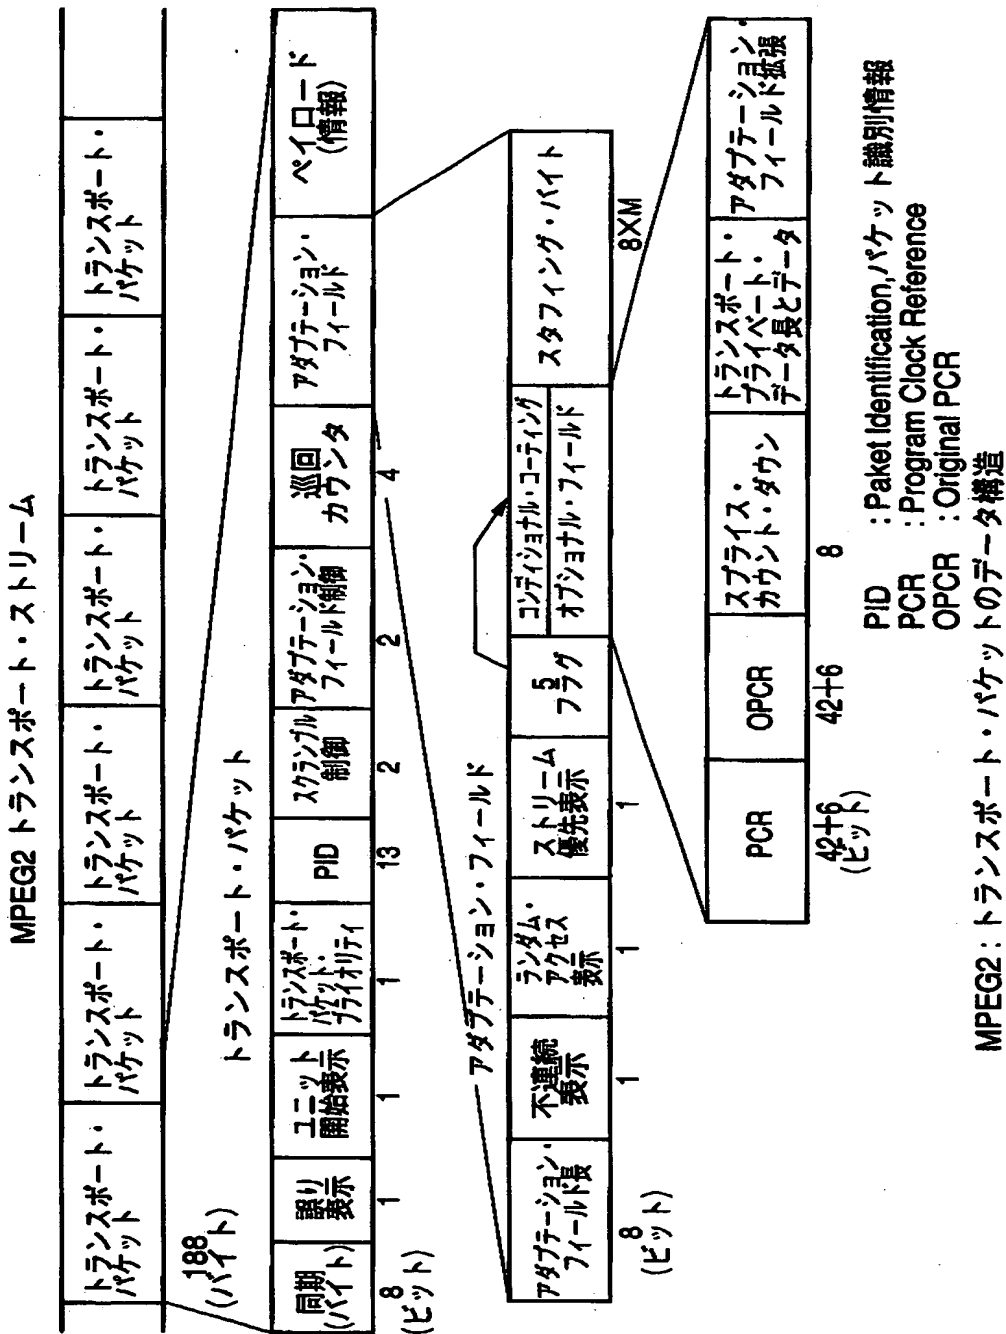 MPEG2 トランスポート・ストリーム
トランスポート・
パケット
トランスポート・
パケット
トランスポート・
パケット
トランスポート・
パケット
トランスポート・
パケット
トランスポート・
パケット
188
(バイト)
トランスポート・パケット
同期
(バイト)
誤り
表示
ユニット
開始表示
トランスポート・
パケット・
プライオリティ
PID
スクランブル
制御
アダプテーション・
フィールド制御
巡回
カウンタ
アダプテーション・
フィールド
ペイロード
(情報)
8
(ビット)
1
1
1
13
2
2
4
アダプテーション・フィールド
アダプテーション・
フィールド長
不連続
表示
ランダム・
アクセス
表示
ストリーム
優先表示
5
フラグ
コンディショナル・コーティング
オプショナル・フィールド
スタフィング・バイト
8
(ビット)
1
1
1
8XM
PCR
OPCR
スプライス・
カウント・ダウン
トランスポート・
プライベート・
データ長とデータ
アダプテーション・
フィールド拡張
42+6
(ビット)
42+6
8
PID : Paket Identification,パケット識別情報
PCR : Program Clock Reference
OPCR : Original PCR
MPEG2：トランスポート・パケットのデータ構造